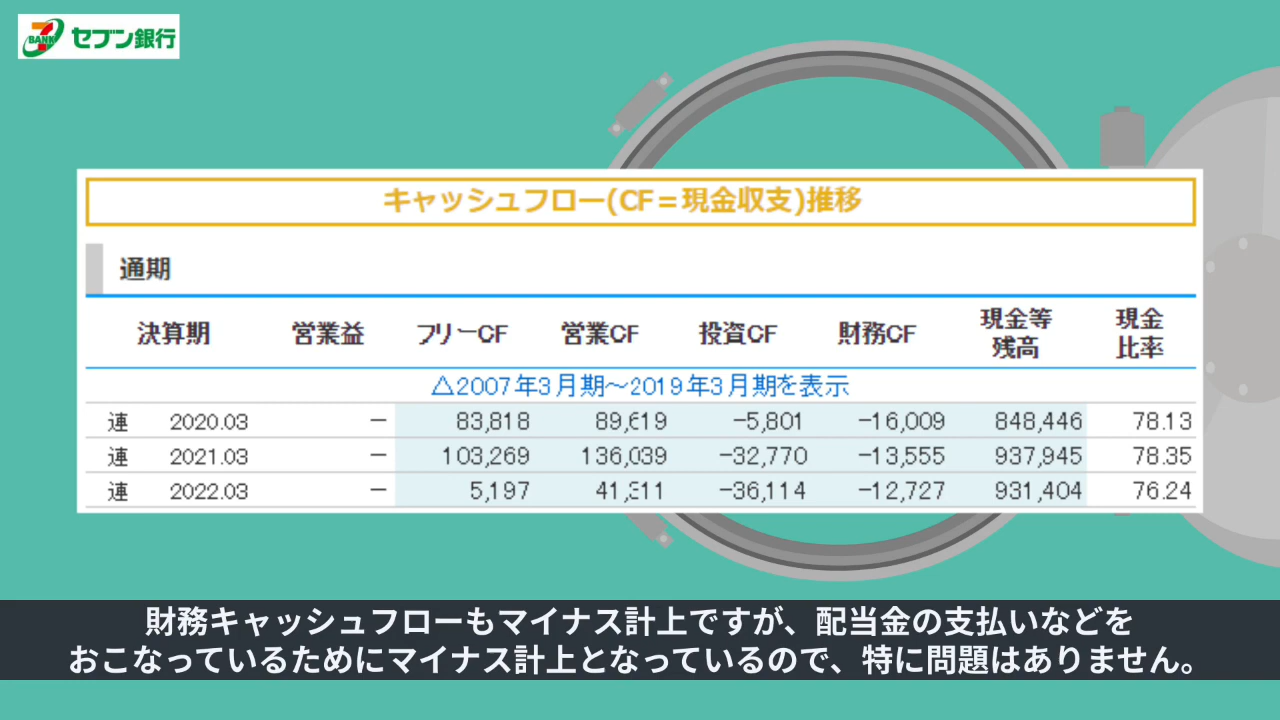 7 BANK セブン銀行
キャッシュフロー(CF＝現金収支)推移
通期
決算期 営業益 フリーCF 営業CF 投資CF 財務CF 現金等残高 現金比率
△2007年3月期～2019年3月期を表示
連 2020.03 － 83,818 89,619 －5,801 －16,009 848,446 78.13
連 2021.03 － 103,269 136,039 －32,770 －13,555 937,945 78.35
連 2022.03 － 5,197 41,311 －36,114 －12,727 931,404 76.24
財務キャッシュフローもマイナス計上ですが、配当金の支払いなどを
おこなっているためにマイナス計上となっているので、特に問題はありません。